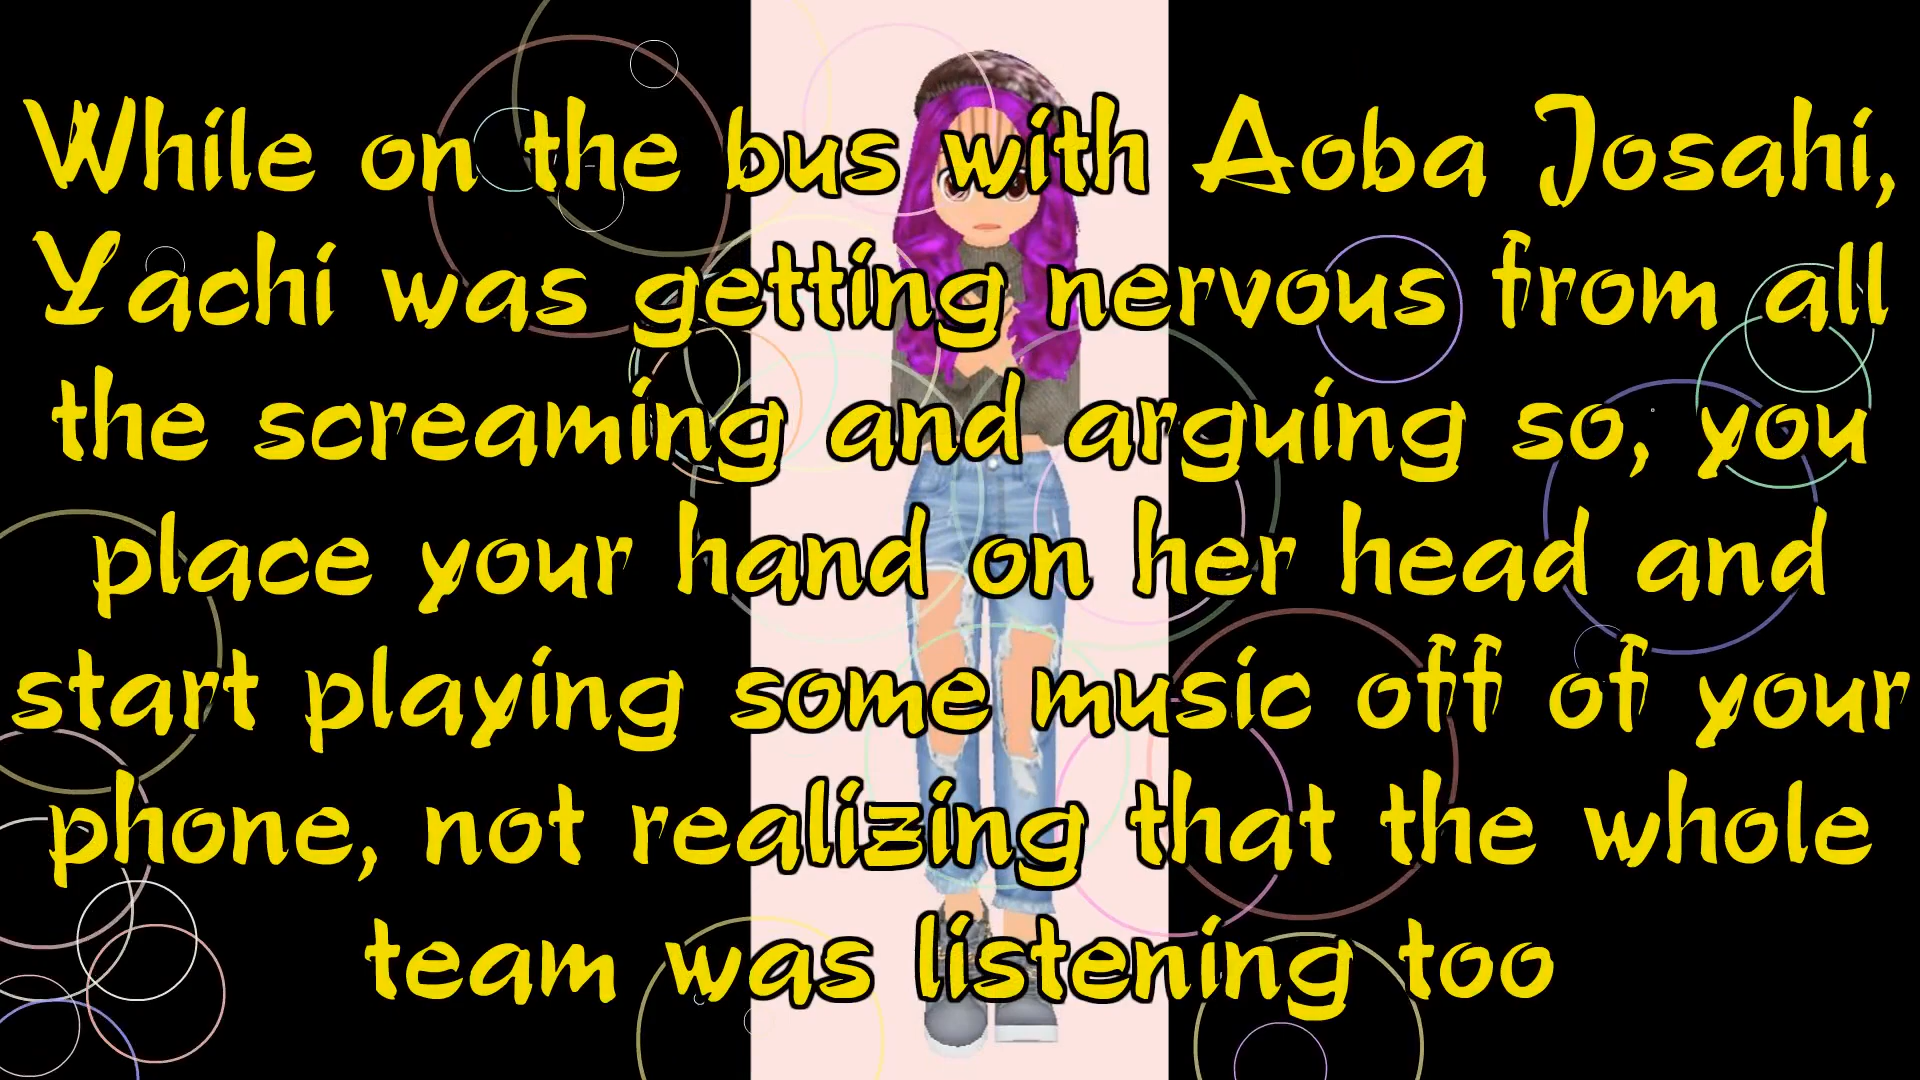 While on the bus with Aoba Josahi,
Yachi was getting nervous from all
the screaming and arguing so, you
place your hand on her head and
start playing some music off of your
phone, not realizing that the whole
team was listening too